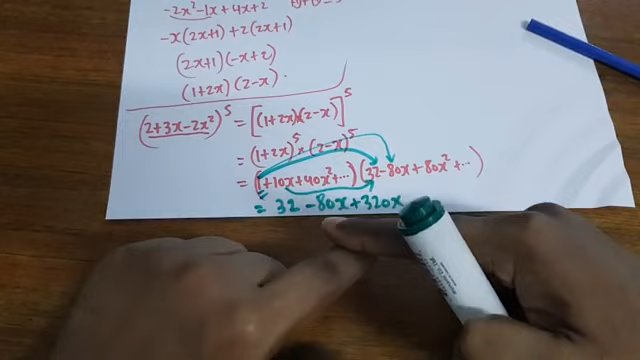 -2x²-1x+4x+2
-x(2x+1)+2(2x+1)
(2x+1)(-x+2)
(1+2x)(2-x).
(2+3x-2x²)⁵ = [(1+2x)(2-x)]⁵
= (1+2x)⁵ × (2-x)⁵
= (1+10x+40x²+...)(32-80x+80x²+...)
= 32 -80x+320x